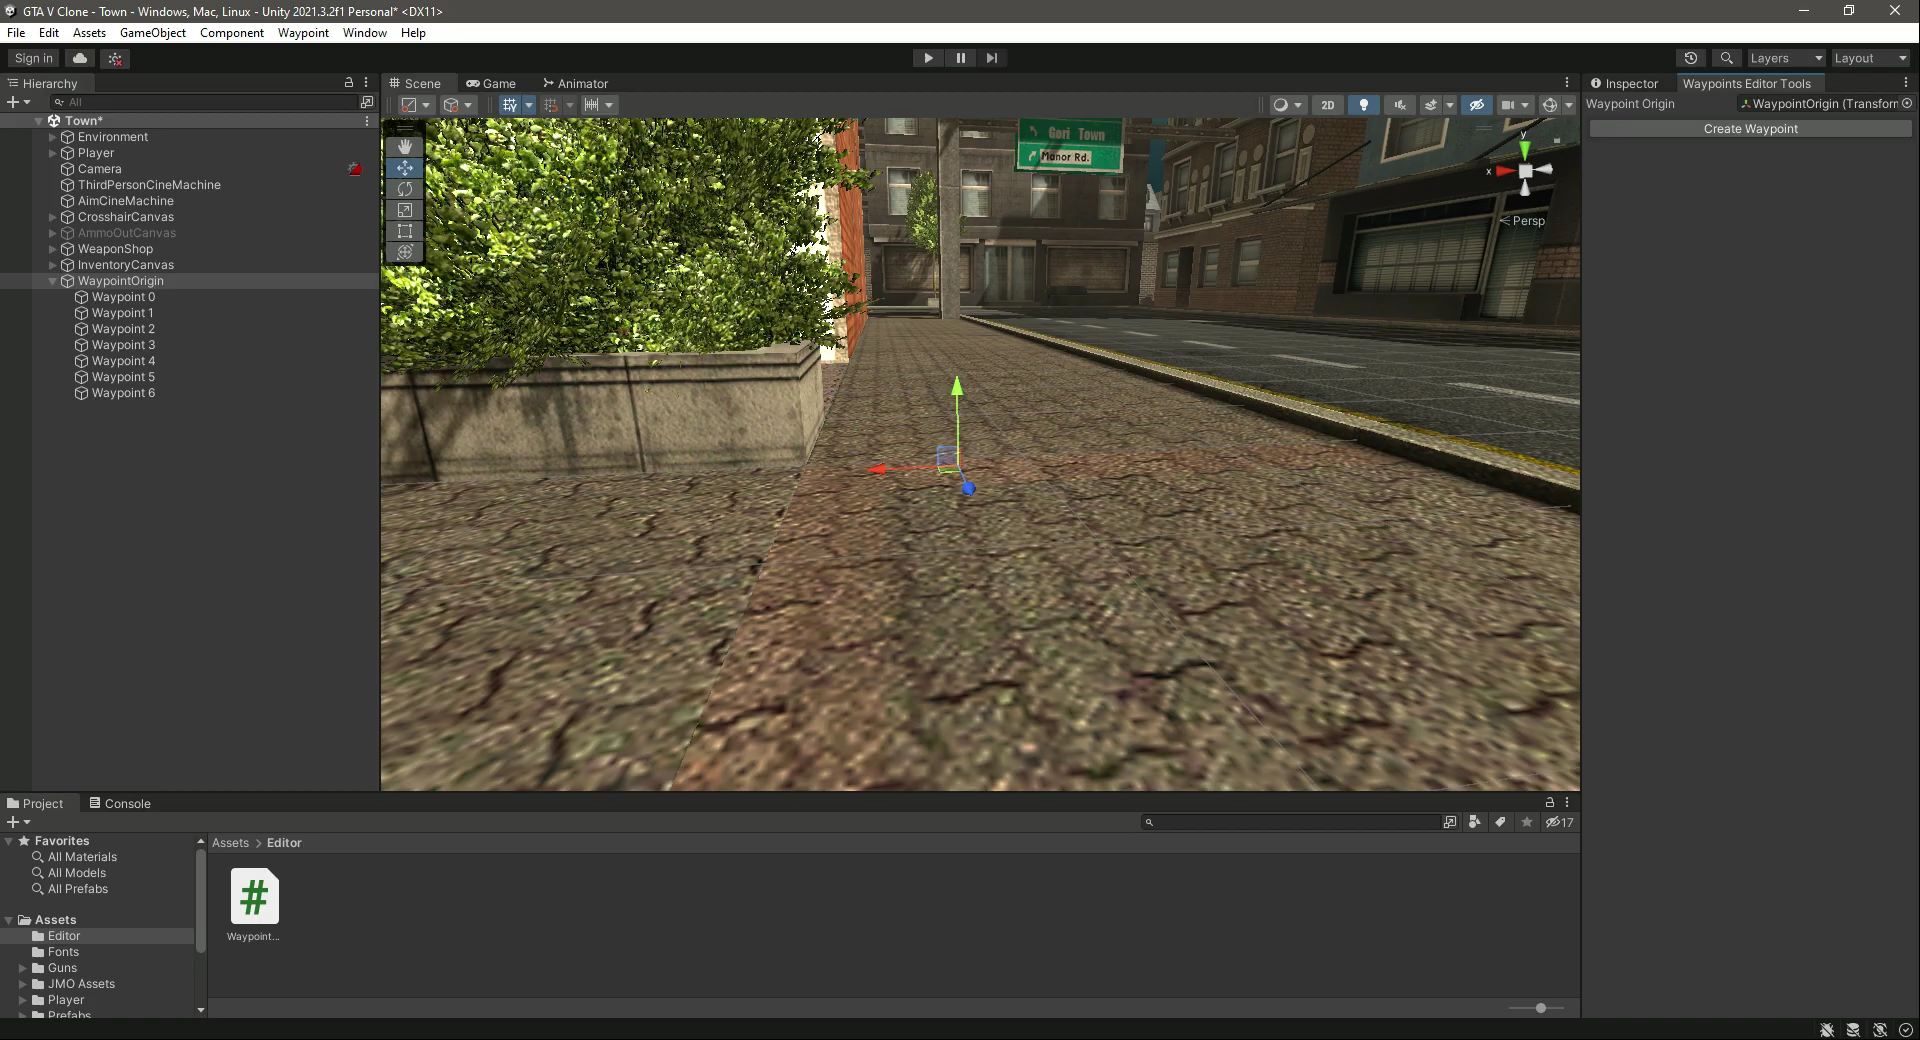 GTA V Clone - Town - Windows, Mac, Linux - Unity 2021.3.2f1 Personal* <DX11>
File Edit Assets GameObject Component Waypoint Window Help
Sign in
Layers
Layout
Hierarchy
All
Town*
Environment
Player
Camera
ThirdPersonCineMachine
AimCineMachine
CrosshairCanvas
AmmoOutCanvas
WeaponShop
InventoryCanvas
WaypointOrigin
Waypoint 0
Waypoint 1
Waypoint 2
Waypoint 3
Waypoint 4
Waypoint 5
Waypoint 6
Scene Game Animator
2D
Gori Town
Manor Rd.
y
x
Persp
Inspector Waypoints Editor Tools
Waypoint Origin WaypointOrigin (Transform
Create Waypoint
Project Console
17
Favorites
All Materials
All Models
All Prefabs
Assets
Editor
Fonts
Guns
JMO Assets
Player
Prefabs
Assets > Editor
#
Waypoint...